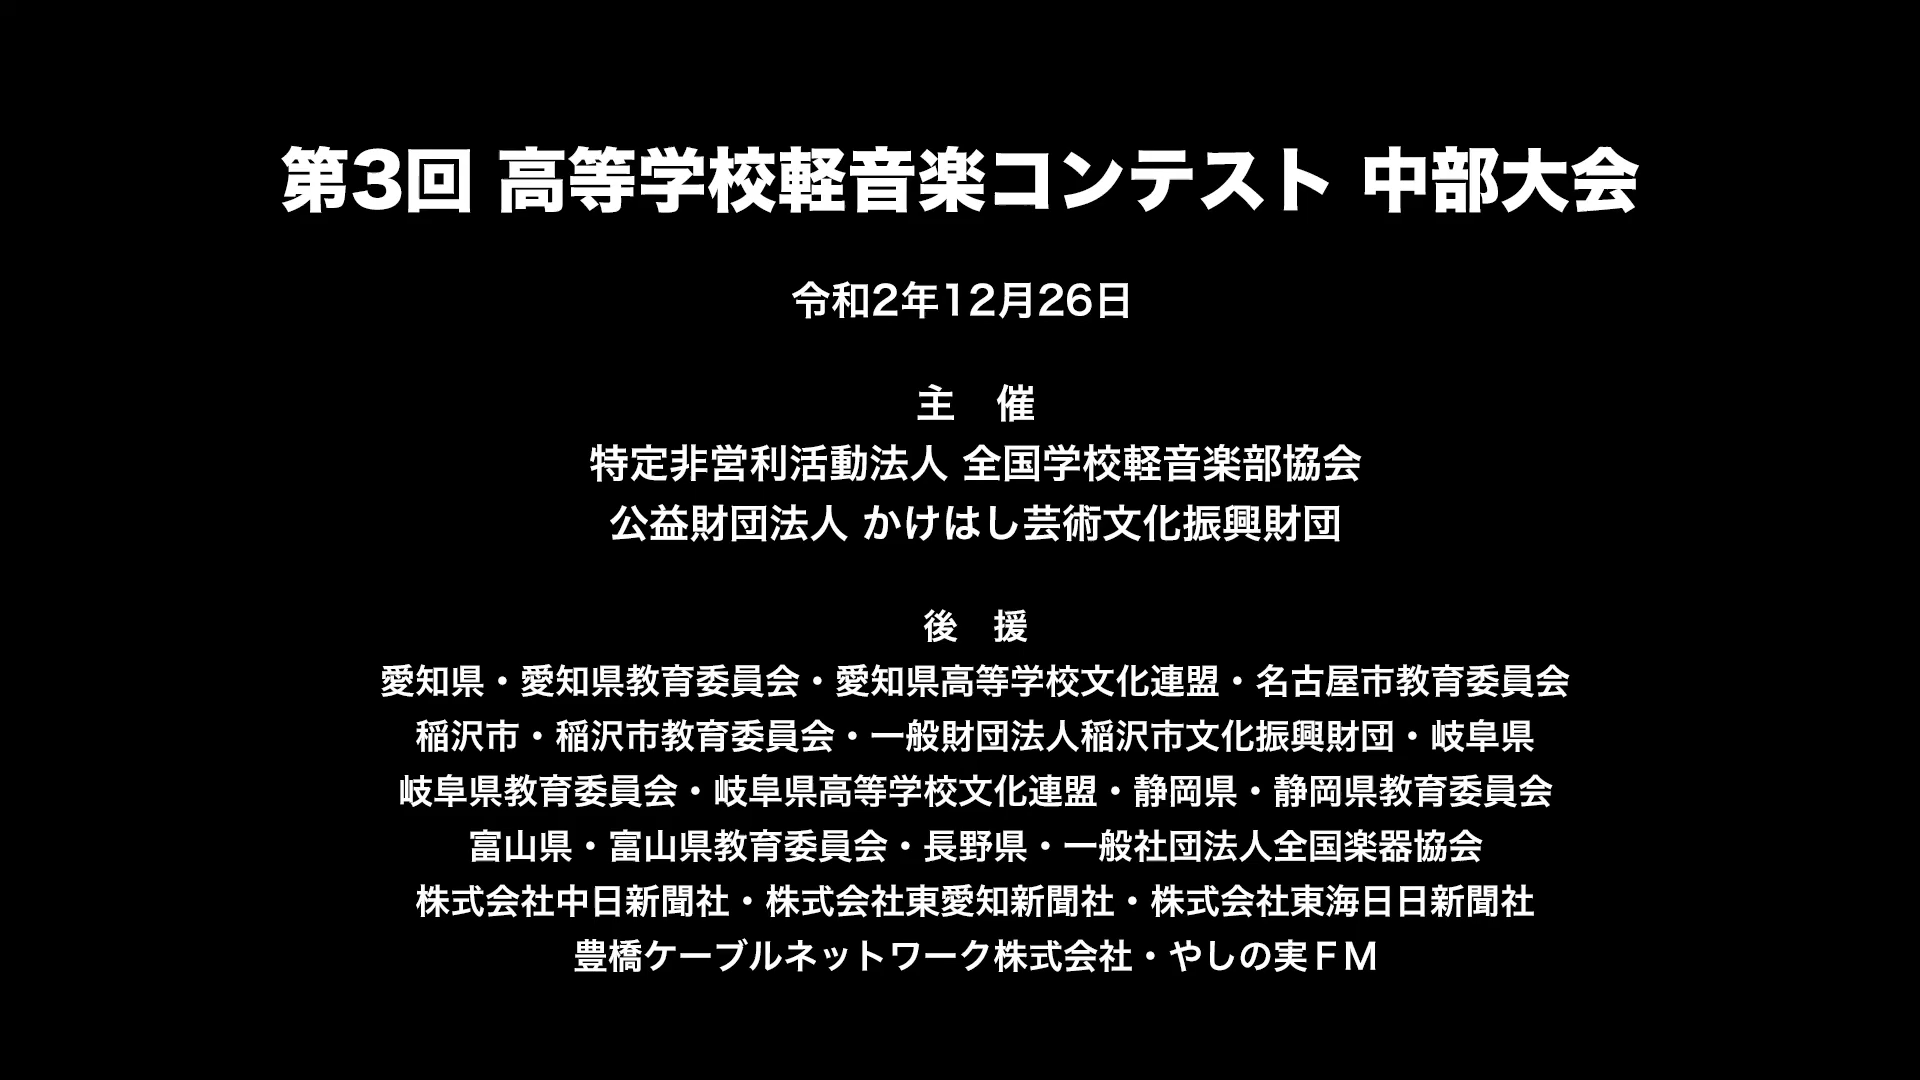 第3回 高等学校軽音楽コンテスト 中部大会
令和2年12月26日
主　催
特定非営利活動法人 全国学校軽音楽部協会
公益財団法人 かけはし芸術文化振興財団
後　援
愛知県・愛知県教育委員会・愛知県高等学校文化連盟・名古屋市教育委員会
稲沢市・稲沢市教育委員会・一般財団法人稲沢市文化振興財団・岐阜県
岐阜県教育委員会・岐阜県高等学校文化連盟・静岡県・静岡県教育委員会
富山県・富山県教育委員会・長野県・一般社団法人全国楽器協会
株式会社中日新聞社・株式会社東愛知新聞社・株式会社東海日日新聞社
豊橋ケーブルネットワーク株式会社・やしの実ＦＭ